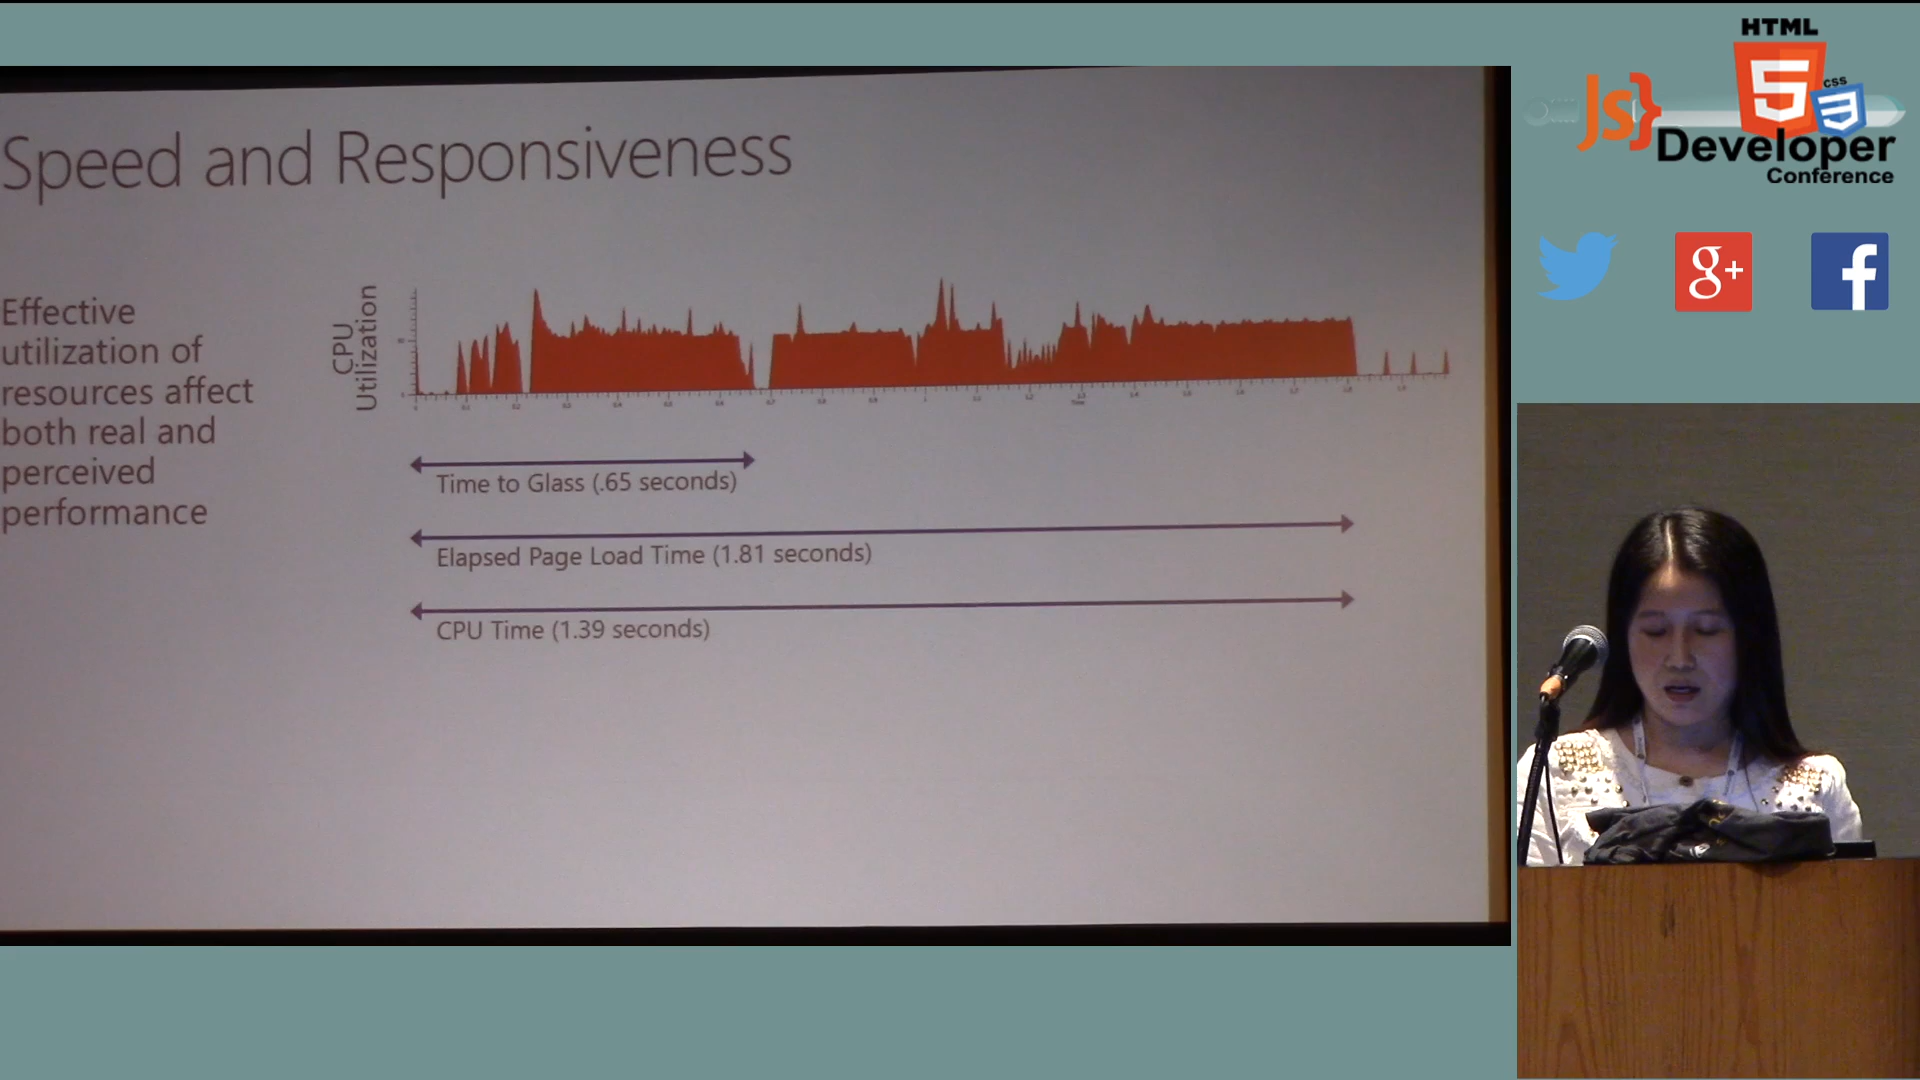 HTML
JS}
5
CSS
3
Developer
Conference
Speed and Responsiveness
Effective
utilization of
resources affect
both real and
perceived
performance
CPU
Utilization
Time to Glass (.65 seconds)
Elapsed Page Load Time (1.81 seconds)
CPU Time (1.39 seconds)
g+
f